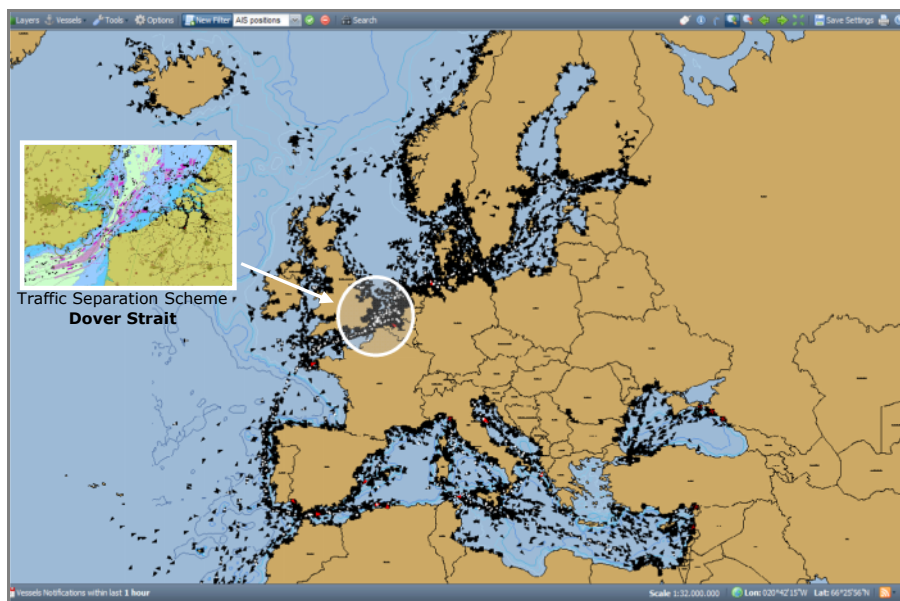 Layers Vessels Tools Options New Filter AIS positions Search Save Settings
Traffic Separation Scheme
Dover Strait
Vessels Notifications within last 1 hour Scale 1:32.000.000 Lon: 020°42'15"W Lat: 66°25'56"N